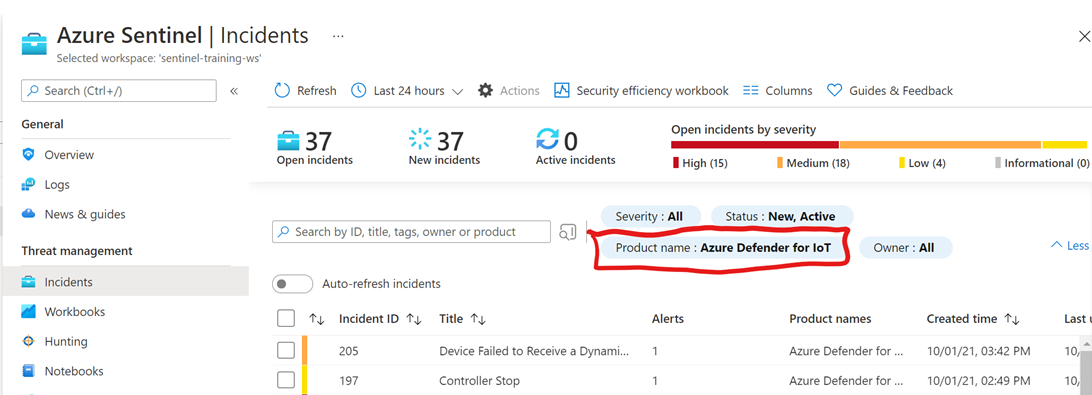 Azure Sentinel | Incidents ...
Selected workspace: 'sentinel-training-ws'
Search (Ctrl+/) «
General
Overview
Logs
News & guides
Threat management
Incidents
Workbooks
Hunting
Notebooks
Refresh Last 24 hours Actions Security efficiency workbook Columns Guides & Feedback
37 37 0
Open incidents New incidents Active incidents
Open incidents by severity
High (15) Medium (18) Low (4) Informational (0)
Search by ID, title, tags, owner or product
Severity : All Status : New, Active
Product name : Azure Defender for IoT Owner : All
Less
Auto-refresh incidents
Incident ID Title Alerts Product names Created time Last u
205 Device Failed to Receive a Dynami... 1 Azure Defender for ... 10/01/21, 03:42 PM 10/
197 Controller Stop 1 Azure Defender for ... 10/01/21, 02:49 PM 10/